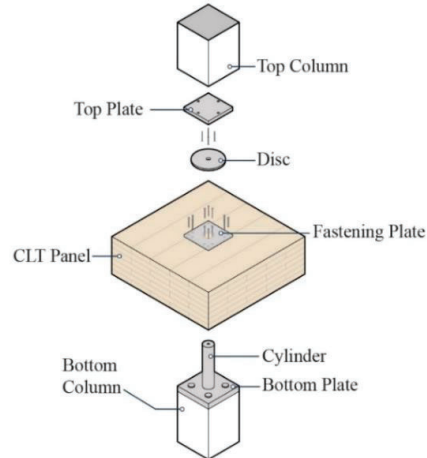 Top Column
Top Plate
Disc
Fastening Plate
CLT Panel
Cylinder
Bottom
Column
Bottom Plate